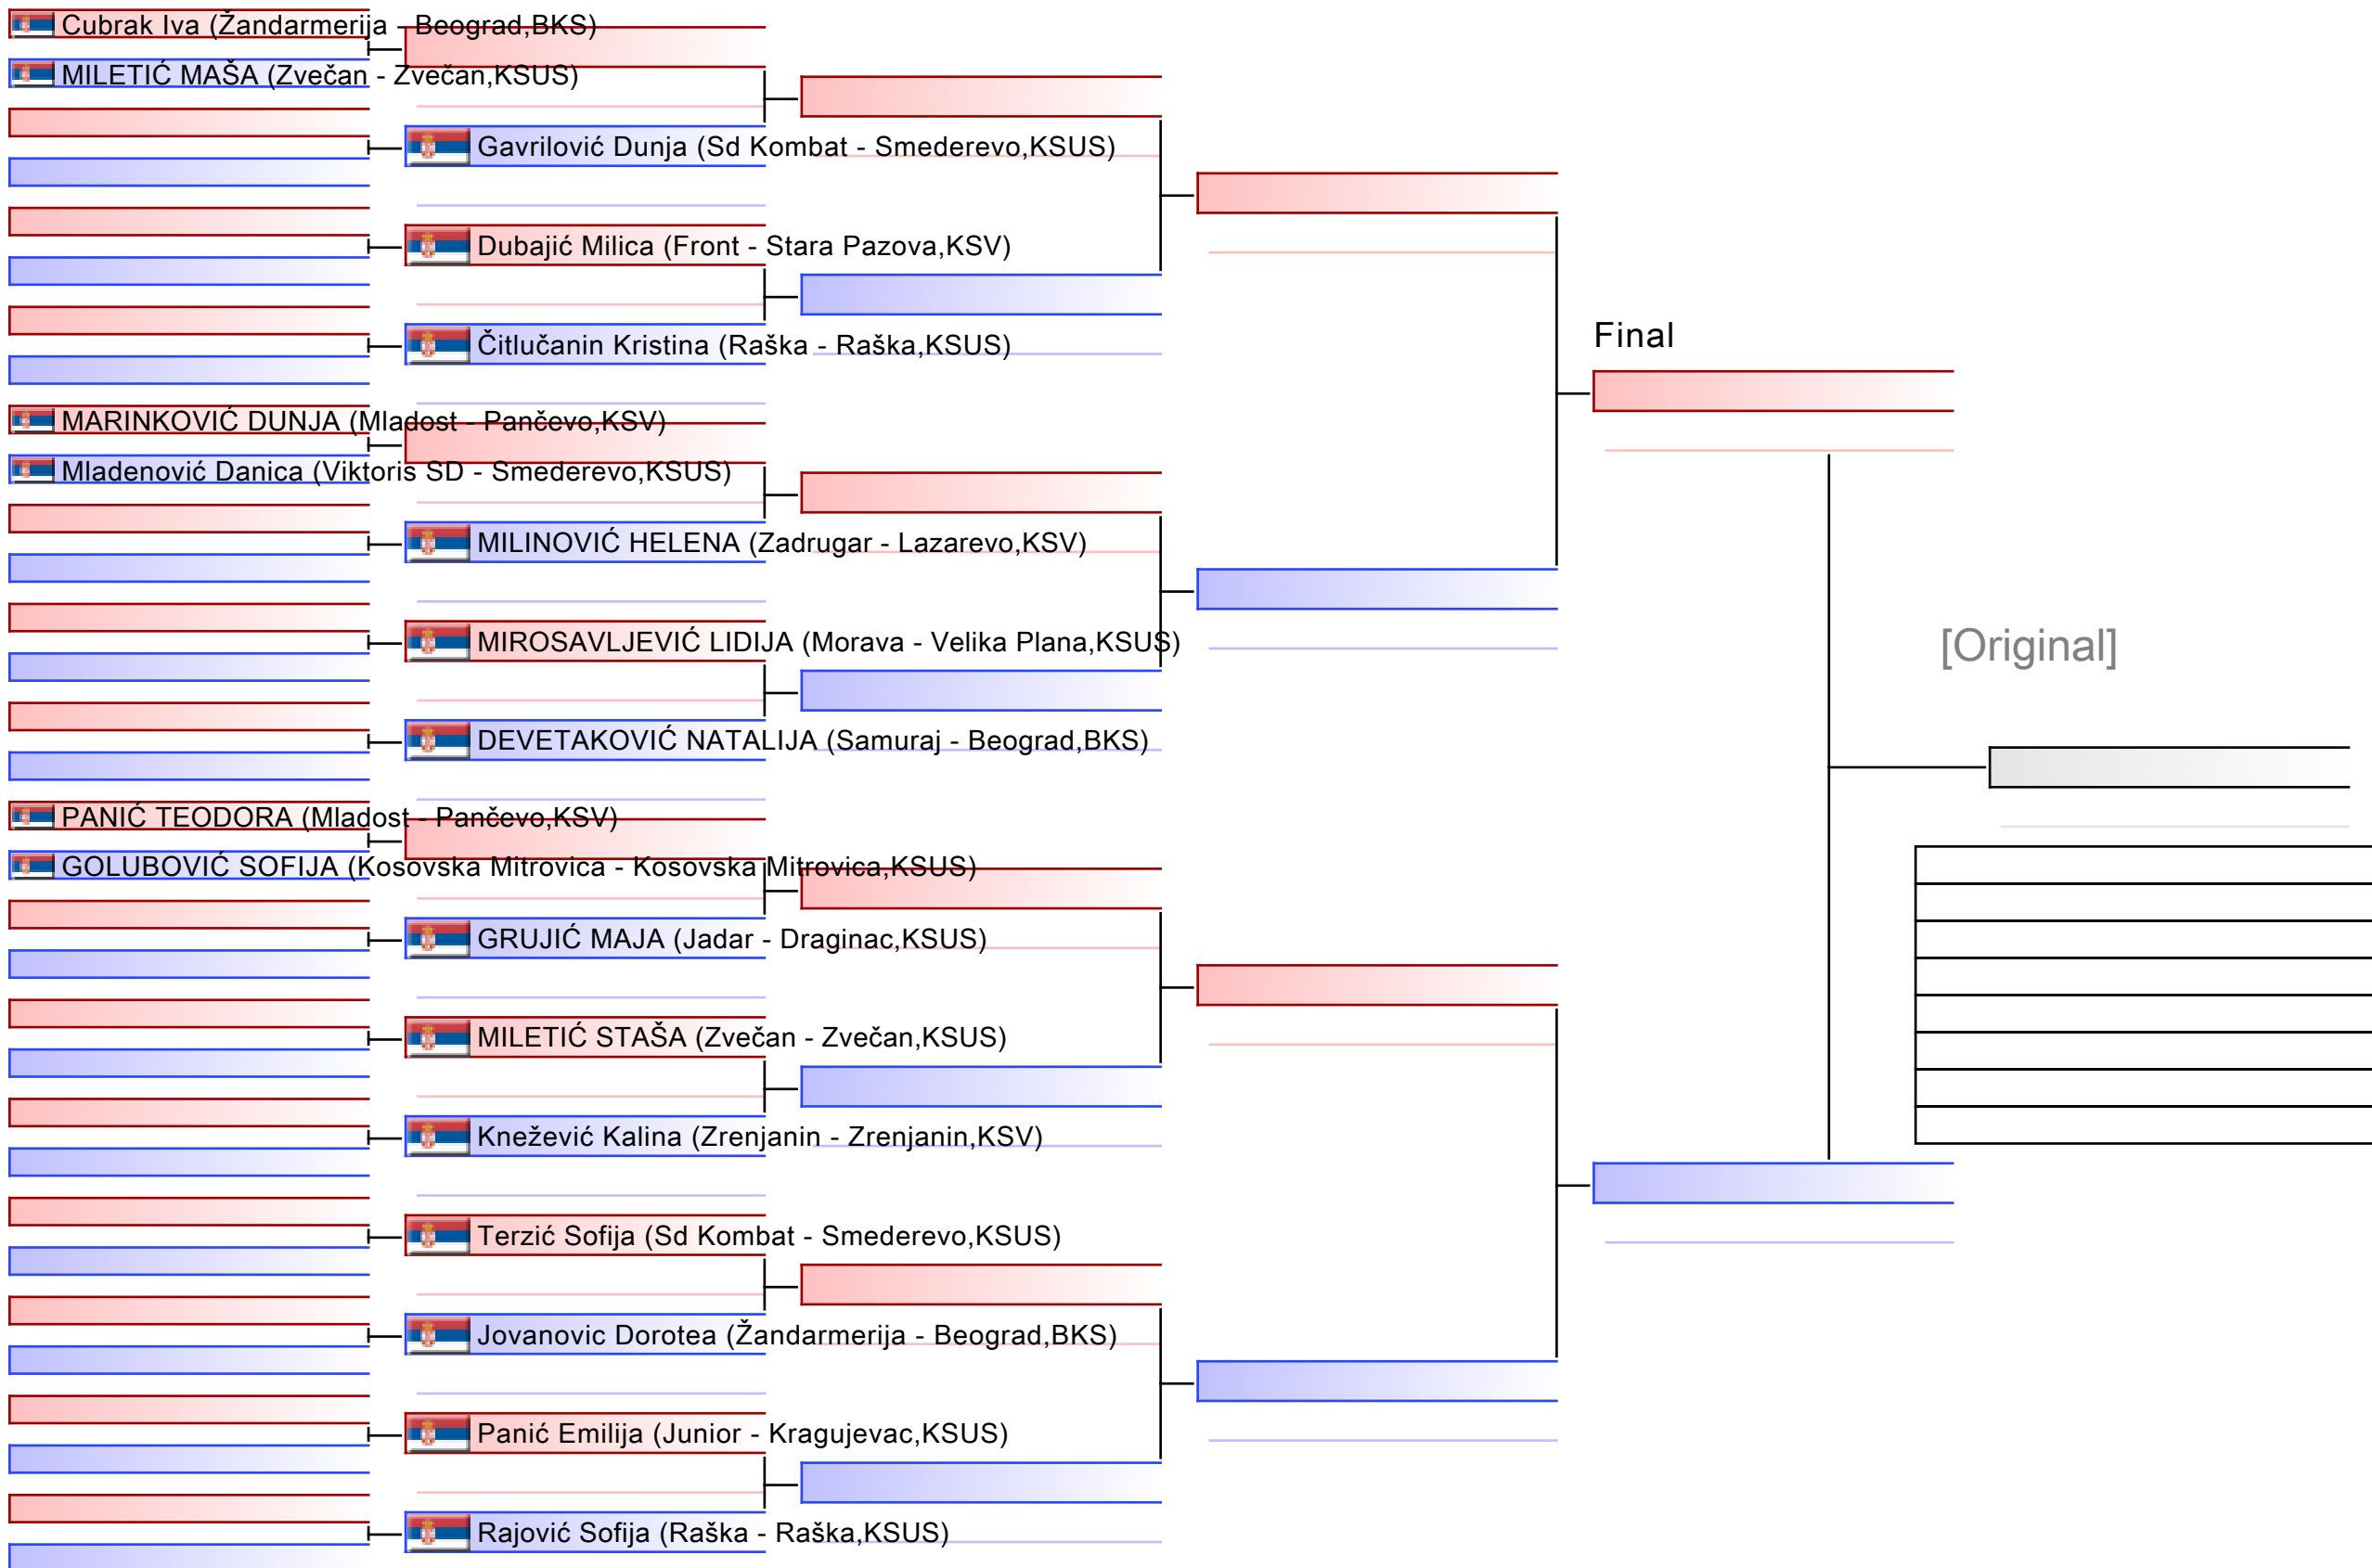 Cubrak Iva (Žandarmerija - Beograd,BKS)
MILETIĆ MAŠA (Zvečan - Zvečan,KSUS)
Gavrilović Dunja (Sd Kombat - Smederevo,KSUS)
Dubajić Milica (Front - Stara Pazova,KSV)
Čitlučanin Kristina (Raška - Raška,KSUS)
MARINKOVIĆ DUNJA (Mladost - Pančevo,KSV)
Mladenović Danica (Viktoris SD - Smederevo,KSUS)
MILINOVIĆ HELENA (Zadrugar - Lazarevo,KSV)
MIROSAVLJEVIĆ LIDIJA (Morava - Velika Plana,KSUS)
DEVETAKOVIĆ NATALIJA (Samuraj - Beograd,BKS)
PANIĆ TEODORA (Mladost - Pančevo,KSV)
GOLUBOVIĆ SOFIJA (Kosovska Mitrovica - Kosovska Mitrovica,KSUS)
GRUJIĆ MAJA (Jadar - Draginac,KSUS)
MILETIĆ STAŠA (Zvečan - Zvečan,KSUS)
Knežević Kalina (Zrenjanin - Zrenjanin,KSV)
Terzić Sofija (Sd Kombat - Smederevo,KSUS)
Jovanovic Dorotea (Žandarmerija - Beograd,BKS)
Panić Emilija (Junior - Kragujevac,KSUS)
Rajović Sofija (Raška - Raška,KSUS)
Final
[Original]